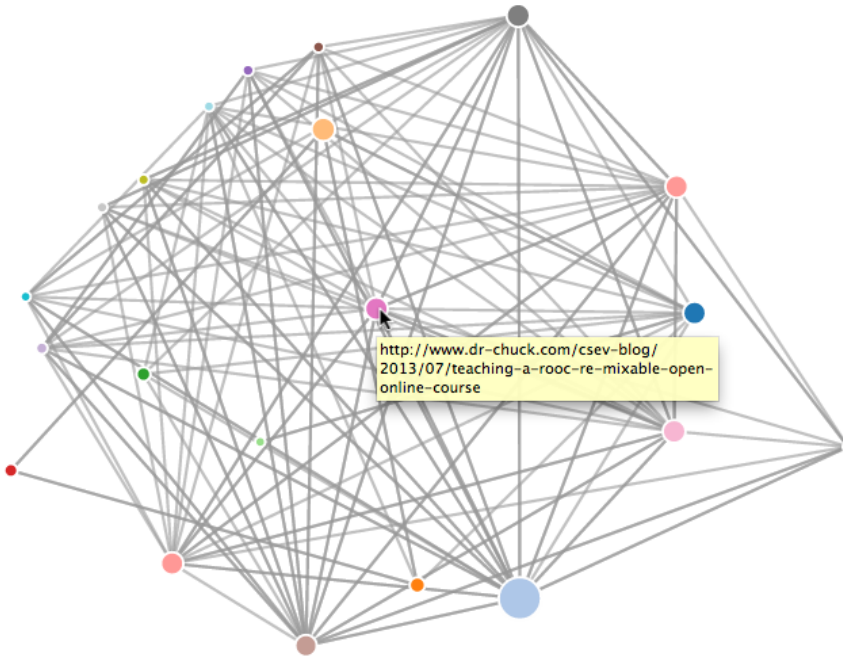 http://www.dr-chuck.com/csev-blog/
2013/07/teaching-a-rooc-re-mixable-open-
online-course